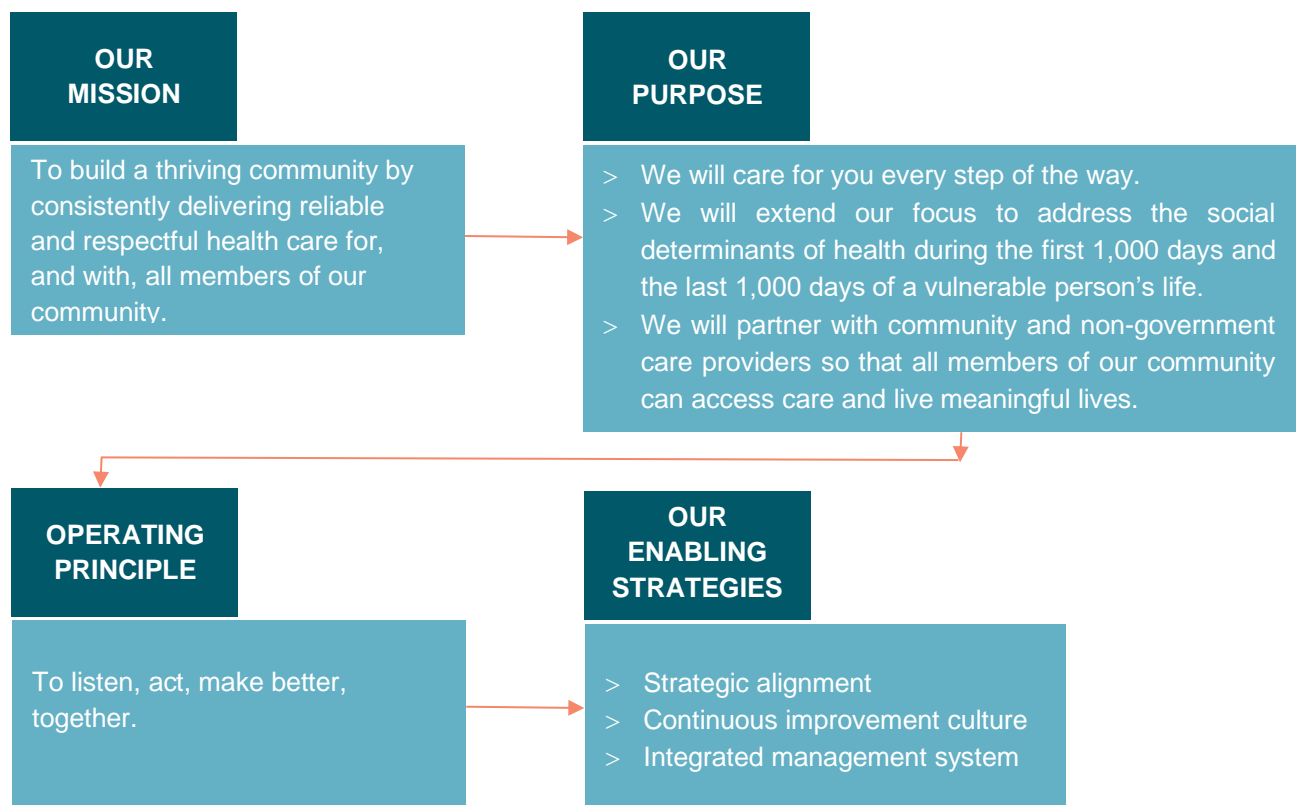 OUR
MISSION
To build a thriving community by
consistently delivering reliable
and respectful health care for,
and with, all members of our
community.
OUR
PURPOSE
> We will care for you every step of the way.
> We will extend our focus to address the social
determinants of health during the first 1,000 days and
the last 1,000 days of a vulnerable person’s life.
> We will partner with community and non-government
care providers so that all members of our community
can access care and live meaningful lives.
OPERATING
PRINCIPLE
To listen, act, make better,
together.
OUR
ENABLING
STRATEGIES
> Strategic alignment
> Continuous improvement culture
> Integrated management system